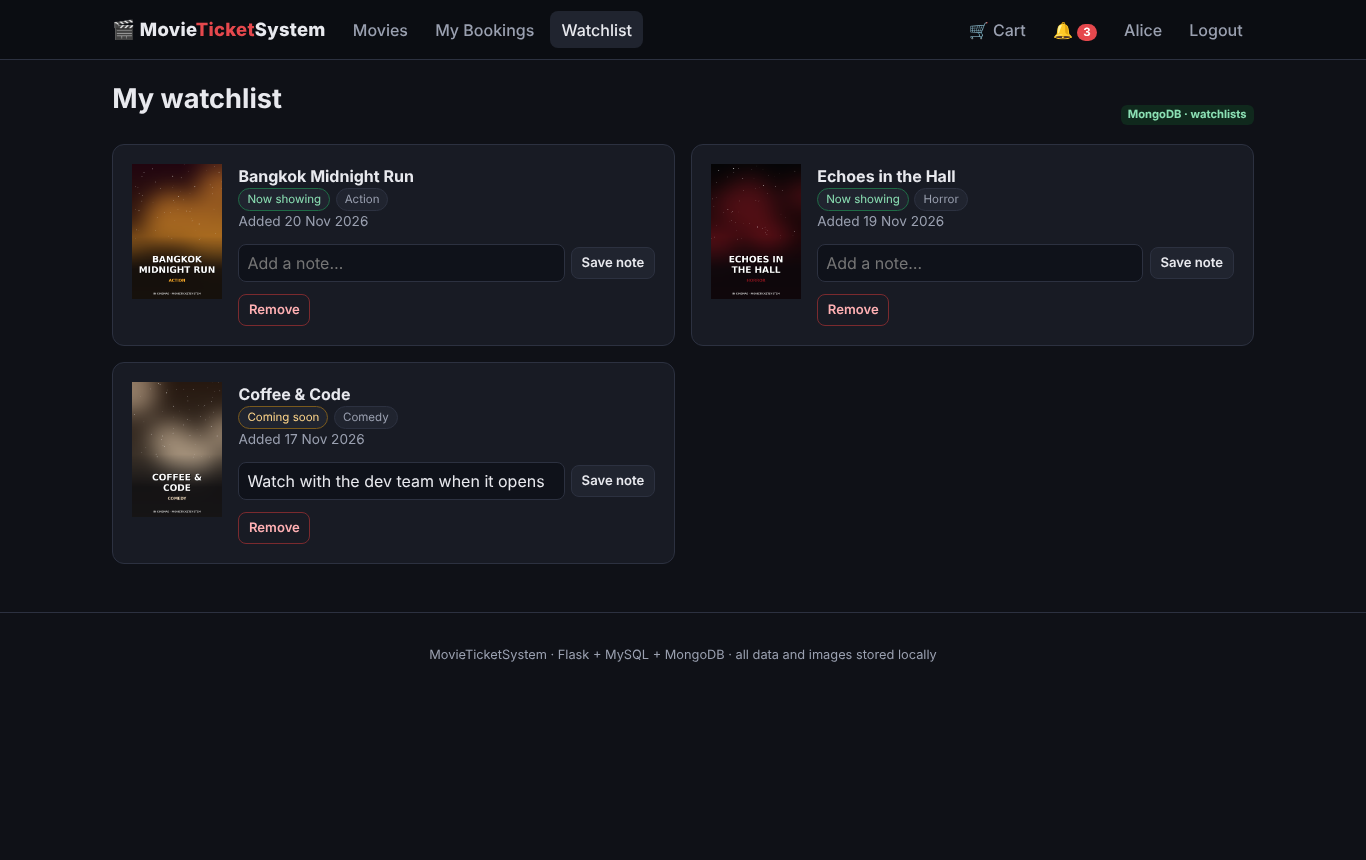 🎬 MovieTicketSystem Movies My Bookings Watchlist 🛒 Cart 🔔 3 Alice Logout
My watchlist
MongoDB · watchlists
BANGKOK
MIDNIGHT RUN
ACTION
Bangkok Midnight Run
Now showing Action
Added 20 Nov 2026
Add a note...
Save note
Remove
ECHOES IN
THE HALL
Echoes in the Hall
Now showing Horror
Added 19 Nov 2026
Add a note...
Save note
Remove
COFFEE &
CODE
COMEDY
Coffee & Code
Coming soon Comedy
Added 17 Nov 2026
Watch with the dev team when it opens
Save note
Remove
MovieTicketSystem · Flask + MySQL + MongoDB · all data and images stored locally